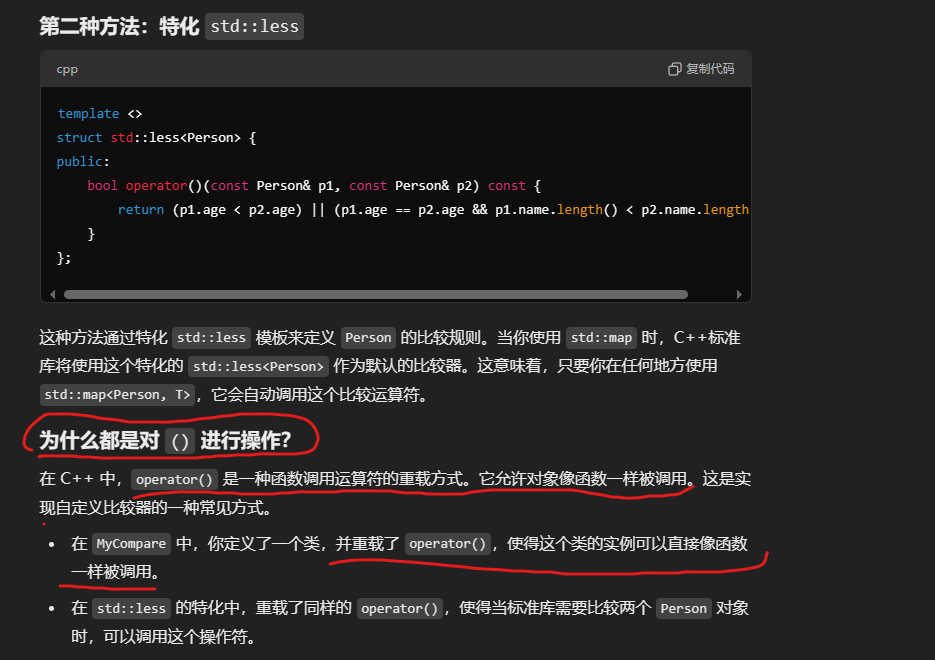 第二种方法：特化 std::less
cpp
复制代码
template <>
struct std::less<Person> {
public:
    bool operator()(const Person& p1, const Person& p2) const {
        return (p1.age < p2.age) || (p1.age == p2.age && p1.name.length() < p2.name.length
    }
};
这种方法通过特化 std::less 模板来定义 Person 的比较规则。当你使用 std::map 时，C++标准
库将使用这个特化的 std::less<Person> 作为默认的比较器。这意味着，只要你在任何地方使用
std::map<Person, T>，它会自动调用这个比较运算符。
为什么都是对 () 进行操作？
在 C++ 中，operator() 是一种函数调用运算符的重载方式。它允许对象像函数一样被调用。这是实
现自定义比较器的一种常见方式。
• 在 MyCompare 中，你定义了一个类，并重载了 operator()，使得这个类的实例可以直接像函数
一样被调用。
• 在 std::less 的特化中，重载了同样的 operator()，使得当标准库需要比较两个 Person 对象
时，可以调用这个操作符。